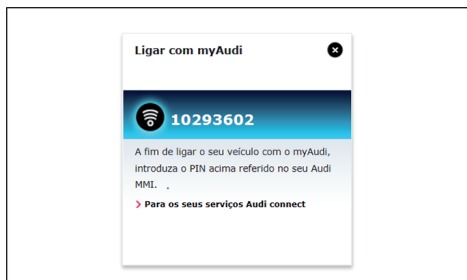 Ligar com myAudi
10293602
A fim de ligar o seu veículo com o myAudi,
introduza o PIN acima referido no seu Audi
MMI. .
Para os seus serviços Audi connect